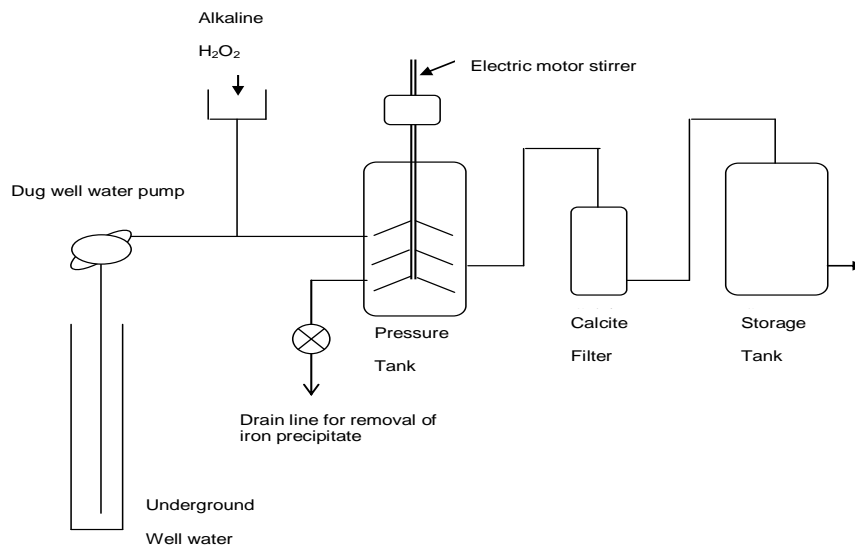 Alkaline
H₂O₂
Electric motor stirrer
Dug well water pump
Pressure
Tank
Calcite
Filter
Storage
Tank
Drain line for removal of
iron precipitate
Underground
Well water